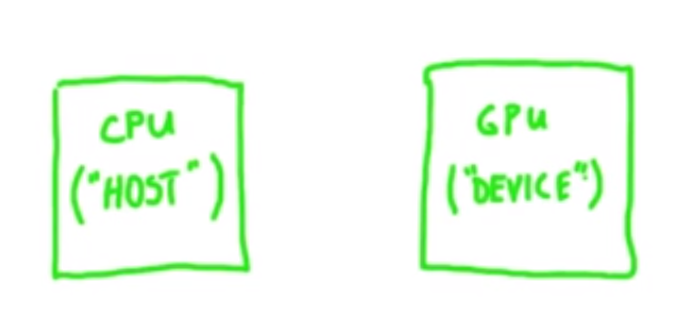 CPU
("HOST")
GPU
("DEVICE")